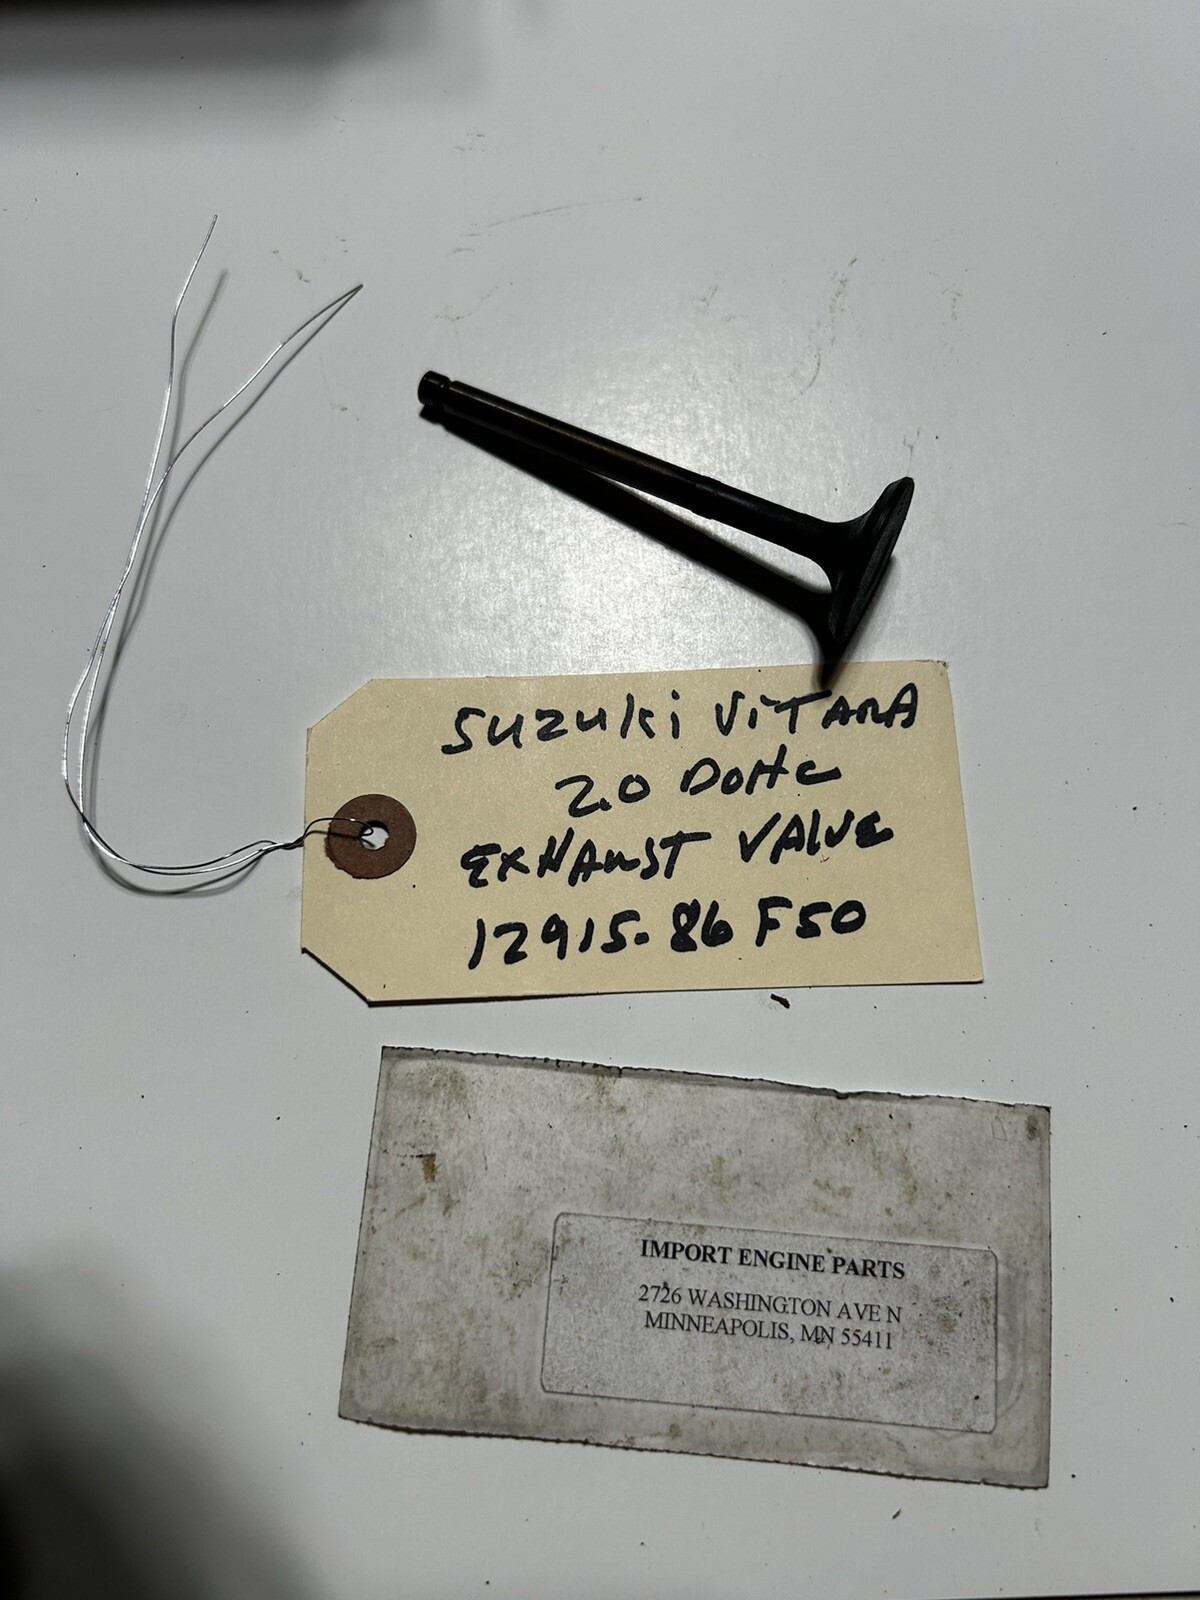 SUZUKi ViTARA
2.0 DOHC
EXHAUST VALVE
12915-86F50
IMPORT ENGINE PARTS
2726 WASHINGTON AVE N
MINNEAPOLIS, MN 55411